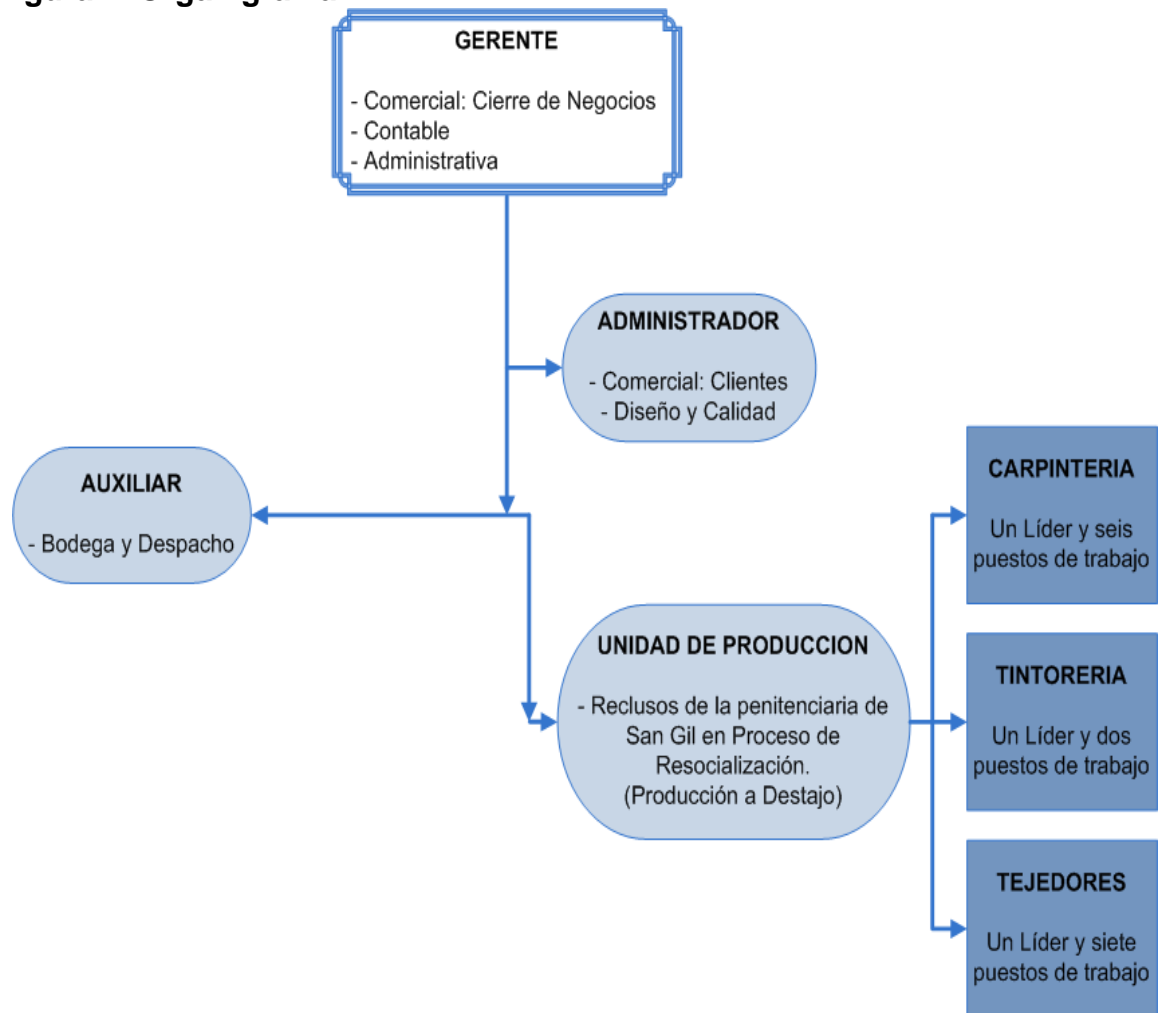 GERENTE
- Comercial: Cierre de Negocios
- Contable
- Administrativa
ADMINISTRADOR
- Comercial: Clientes
- Diseño y Calidad
AUXILIAR
- Bodega y Despacho
UNIDAD DE PRODUCCION
- Reclusos de la penitenciaria de
San Gil en Proceso de
Resocialización.
(Producción a Destajo)
CARPINTERIA
Un Líder y seis
puestos de trabajo
TINTORERIA
Un Líder y dos
puestos de trabajo
TEJEDORES
Un Líder y siete
puestos de trabajo